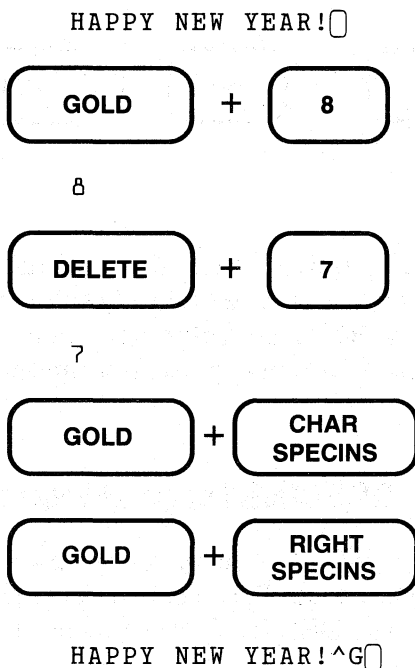 HAPPY NEW YEAR!
GOLD + 8
8
DELETE + 7
7
GOLD + CHAR SPECINS
GOLD + RIGHT SPECINS
HAPPY NEW YEAR!^G